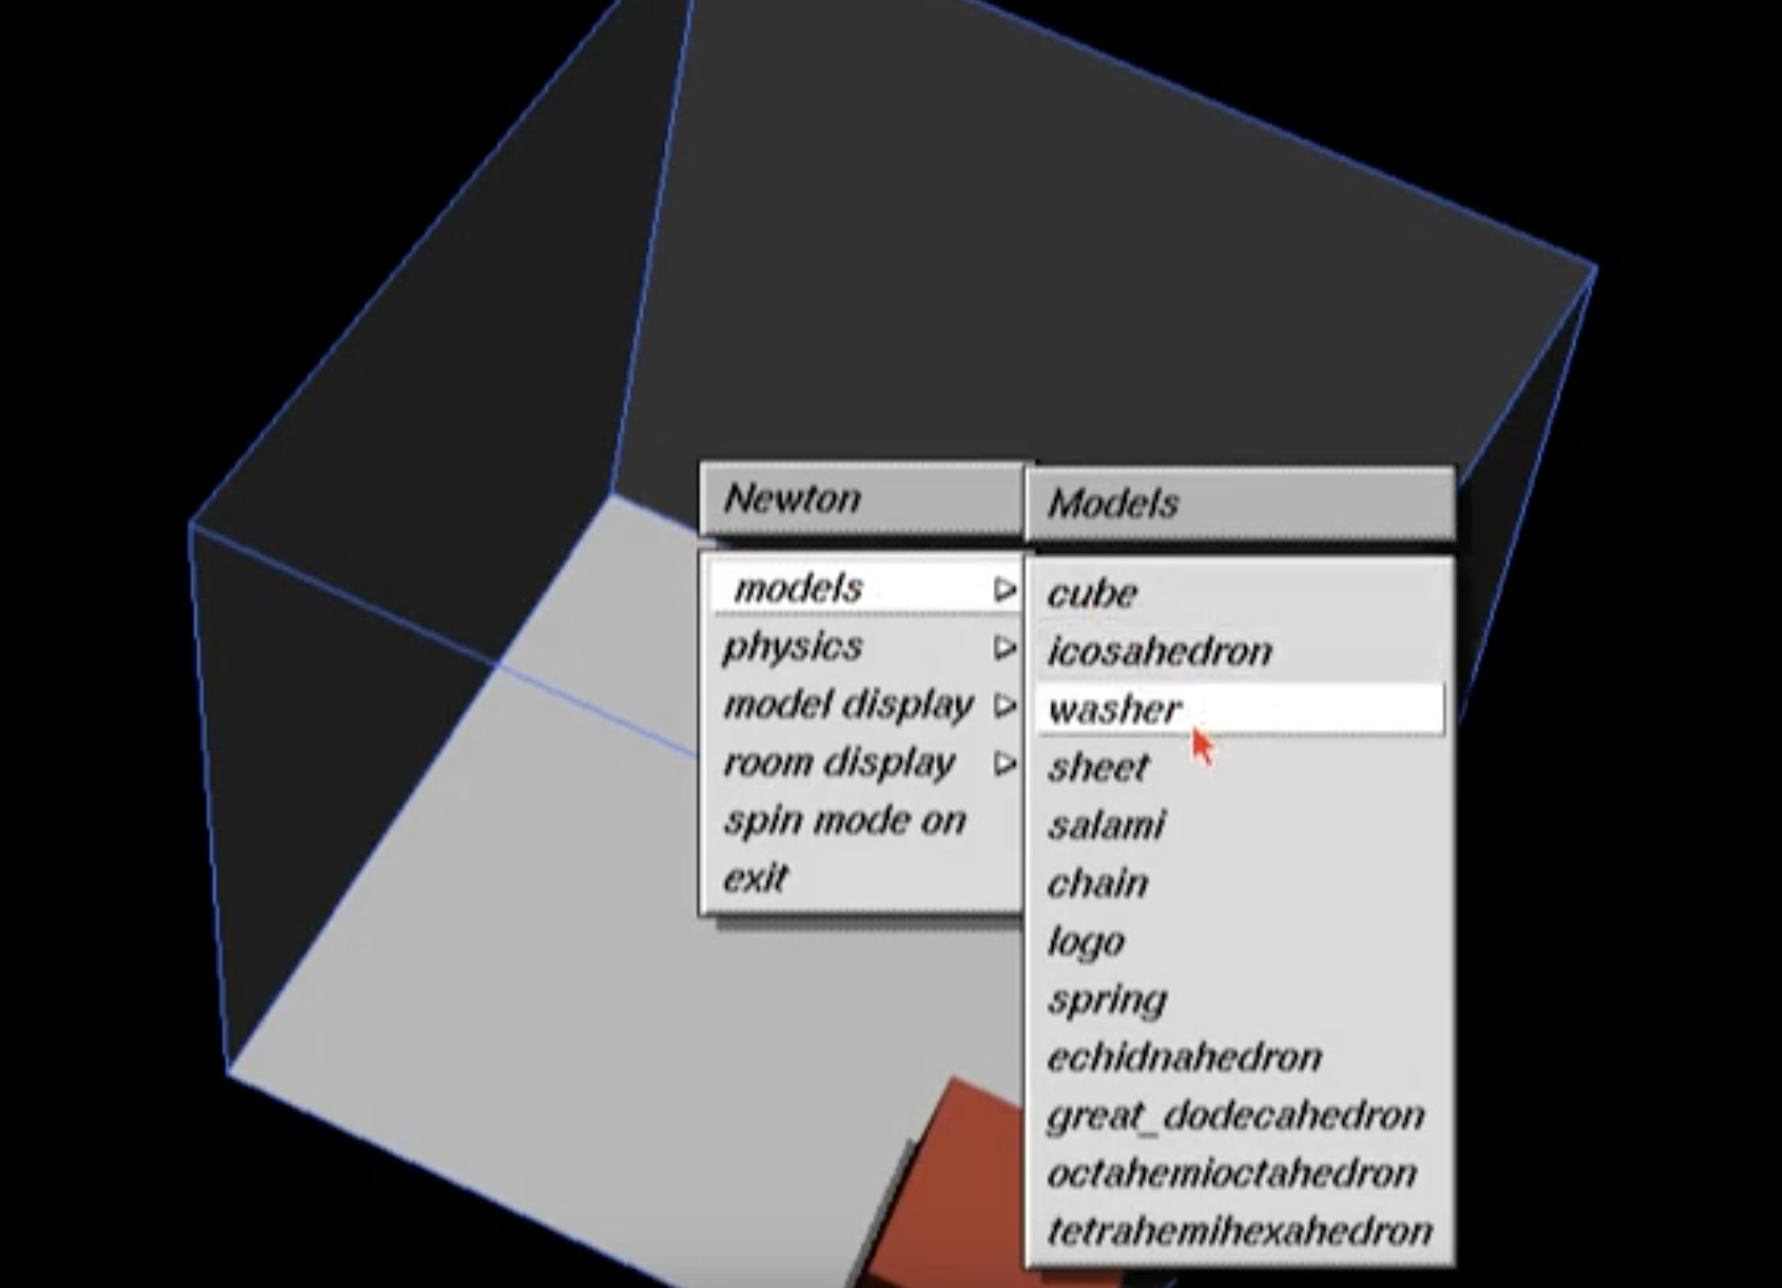 Newton
models
physics
model display
room display
spin mode on
exit
Models
cube
icosahedron
washer
sheet
salami
chain
logo
spring
echidnahedron
great_dodecahedron
octahemioctahedron
tetrahemihexahedron